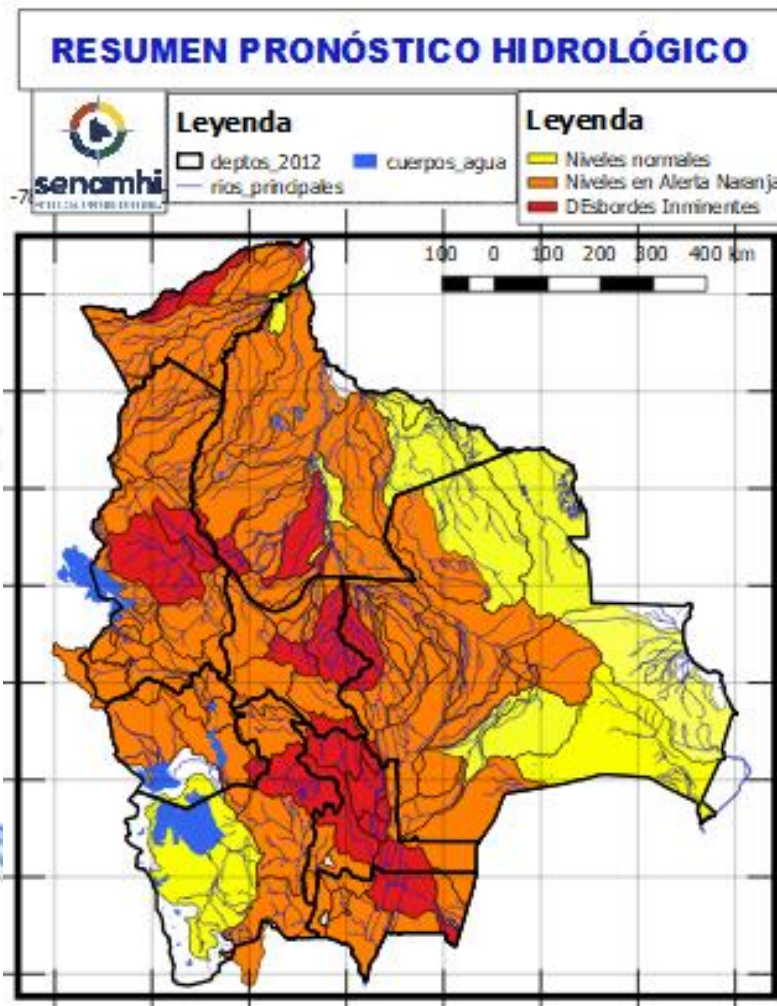 RESUMEN PRONÓSTICO HIDROLÓGICO
senamhi
Leyenda
deptos_2012
cuerpos_agua
rios_principales
Leyenda
Niveles normales
Niveles en Alerta Naranja
DEsbordes Inminentes
100 0 100 200 300 400 km